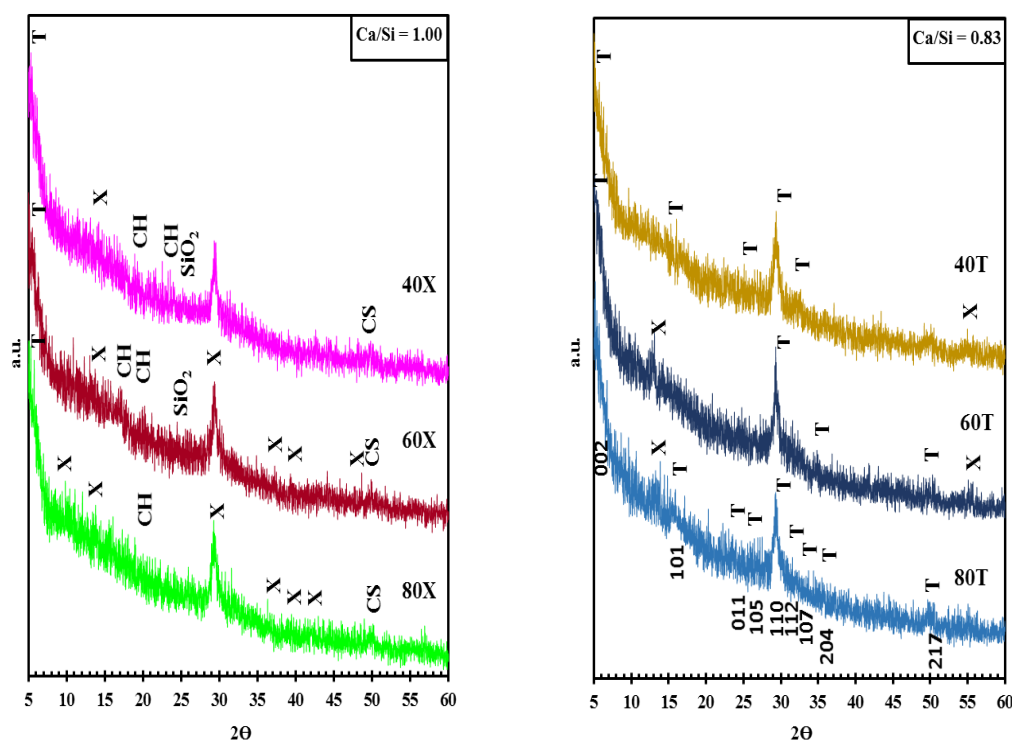 Ca/Si = 1.00
T
X
CH
CH
SiO2
40X
CS
T
X
CH
CH
SiO2
X
X
X
X
CS
60X
T
X
X
CH
X
X
X
X
CS
80X
a.u.
5 10 15 20 25 30 35 40 45 50 55 60
2Θ
Ca/Si = 0.83
T
T
T
T
T
40T
X
T
X
T
T
T
X
60T
002
X
T
T
T
T
T
T
T
T
80T
101
011
105
110
112
107
204
217
a.u.
5 10 15 20 25 30 35 40 45 50 55 60
2Θ